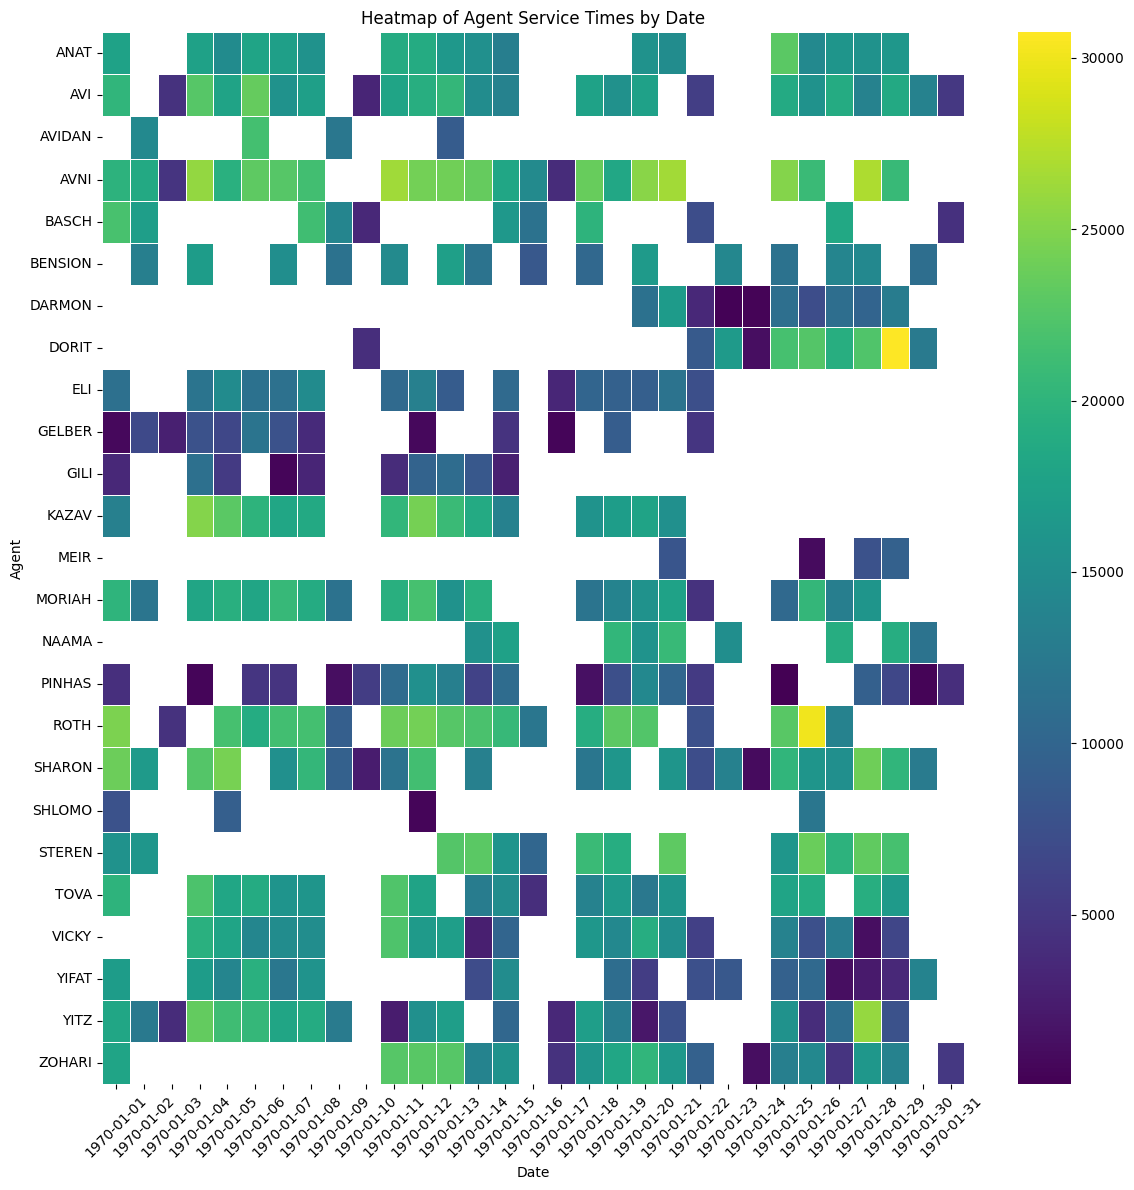 Heatmap of Agent Service Times by Date
Agent
ANAT
AVI
AVIDAN
AVNI
BASCH
BENSION
DARMON
DORIT
ELI
GELBER
GILI
KAZAV
MEIR
MORIAH
NAAMA
PINHAS
ROTH
SHARON
SHLOMO
STEREN
TOVA
VICKY
YIFAT
YITZ
ZOHARI
30000
25000
20000
15000
10000
5000
1970-01-01
1970-01-02
1970-01-03
1970-01-04
1970-01-05
1970-01-06
1970-01-07
1970-01-08
1970-01-09
1970-01-10
1970-01-11
1970-01-12
1970-01-13
1970-01-14
1970-01-15
1970-01-16
1970-01-17
1970-01-18
1970-01-19
1970-01-20
1970-01-21
1970-01-22
1970-01-23
1970-01-24
1970-01-25
1970-01-26
1970-01-27
1970-01-28
1970-01-29
1970-01-30
1970-01-31
Date